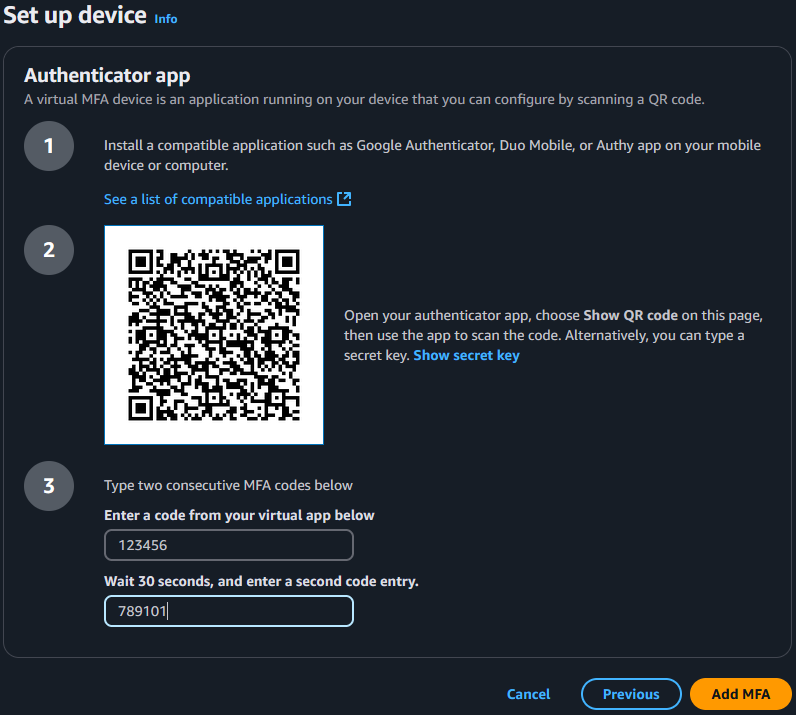 Set up device Info
Authenticator app
A virtual MFA device is an application running on your device that you can configure by scanning a QR code.
1
Install a compatible application such as Google Authenticator, Duo Mobile, or Authy app on your mobile
device or computer.
See a list of compatible applications
2
Open your authenticator app, choose Show QR code on this page,
then use the app to scan the code. Alternatively, you can type a
secret key. Show secret key
3
Type two consecutive MFA codes below
Enter a code from your virtual app below
123456
Wait 30 seconds, and enter a second code entry.
789101
Cancel
Previous
Add MFA